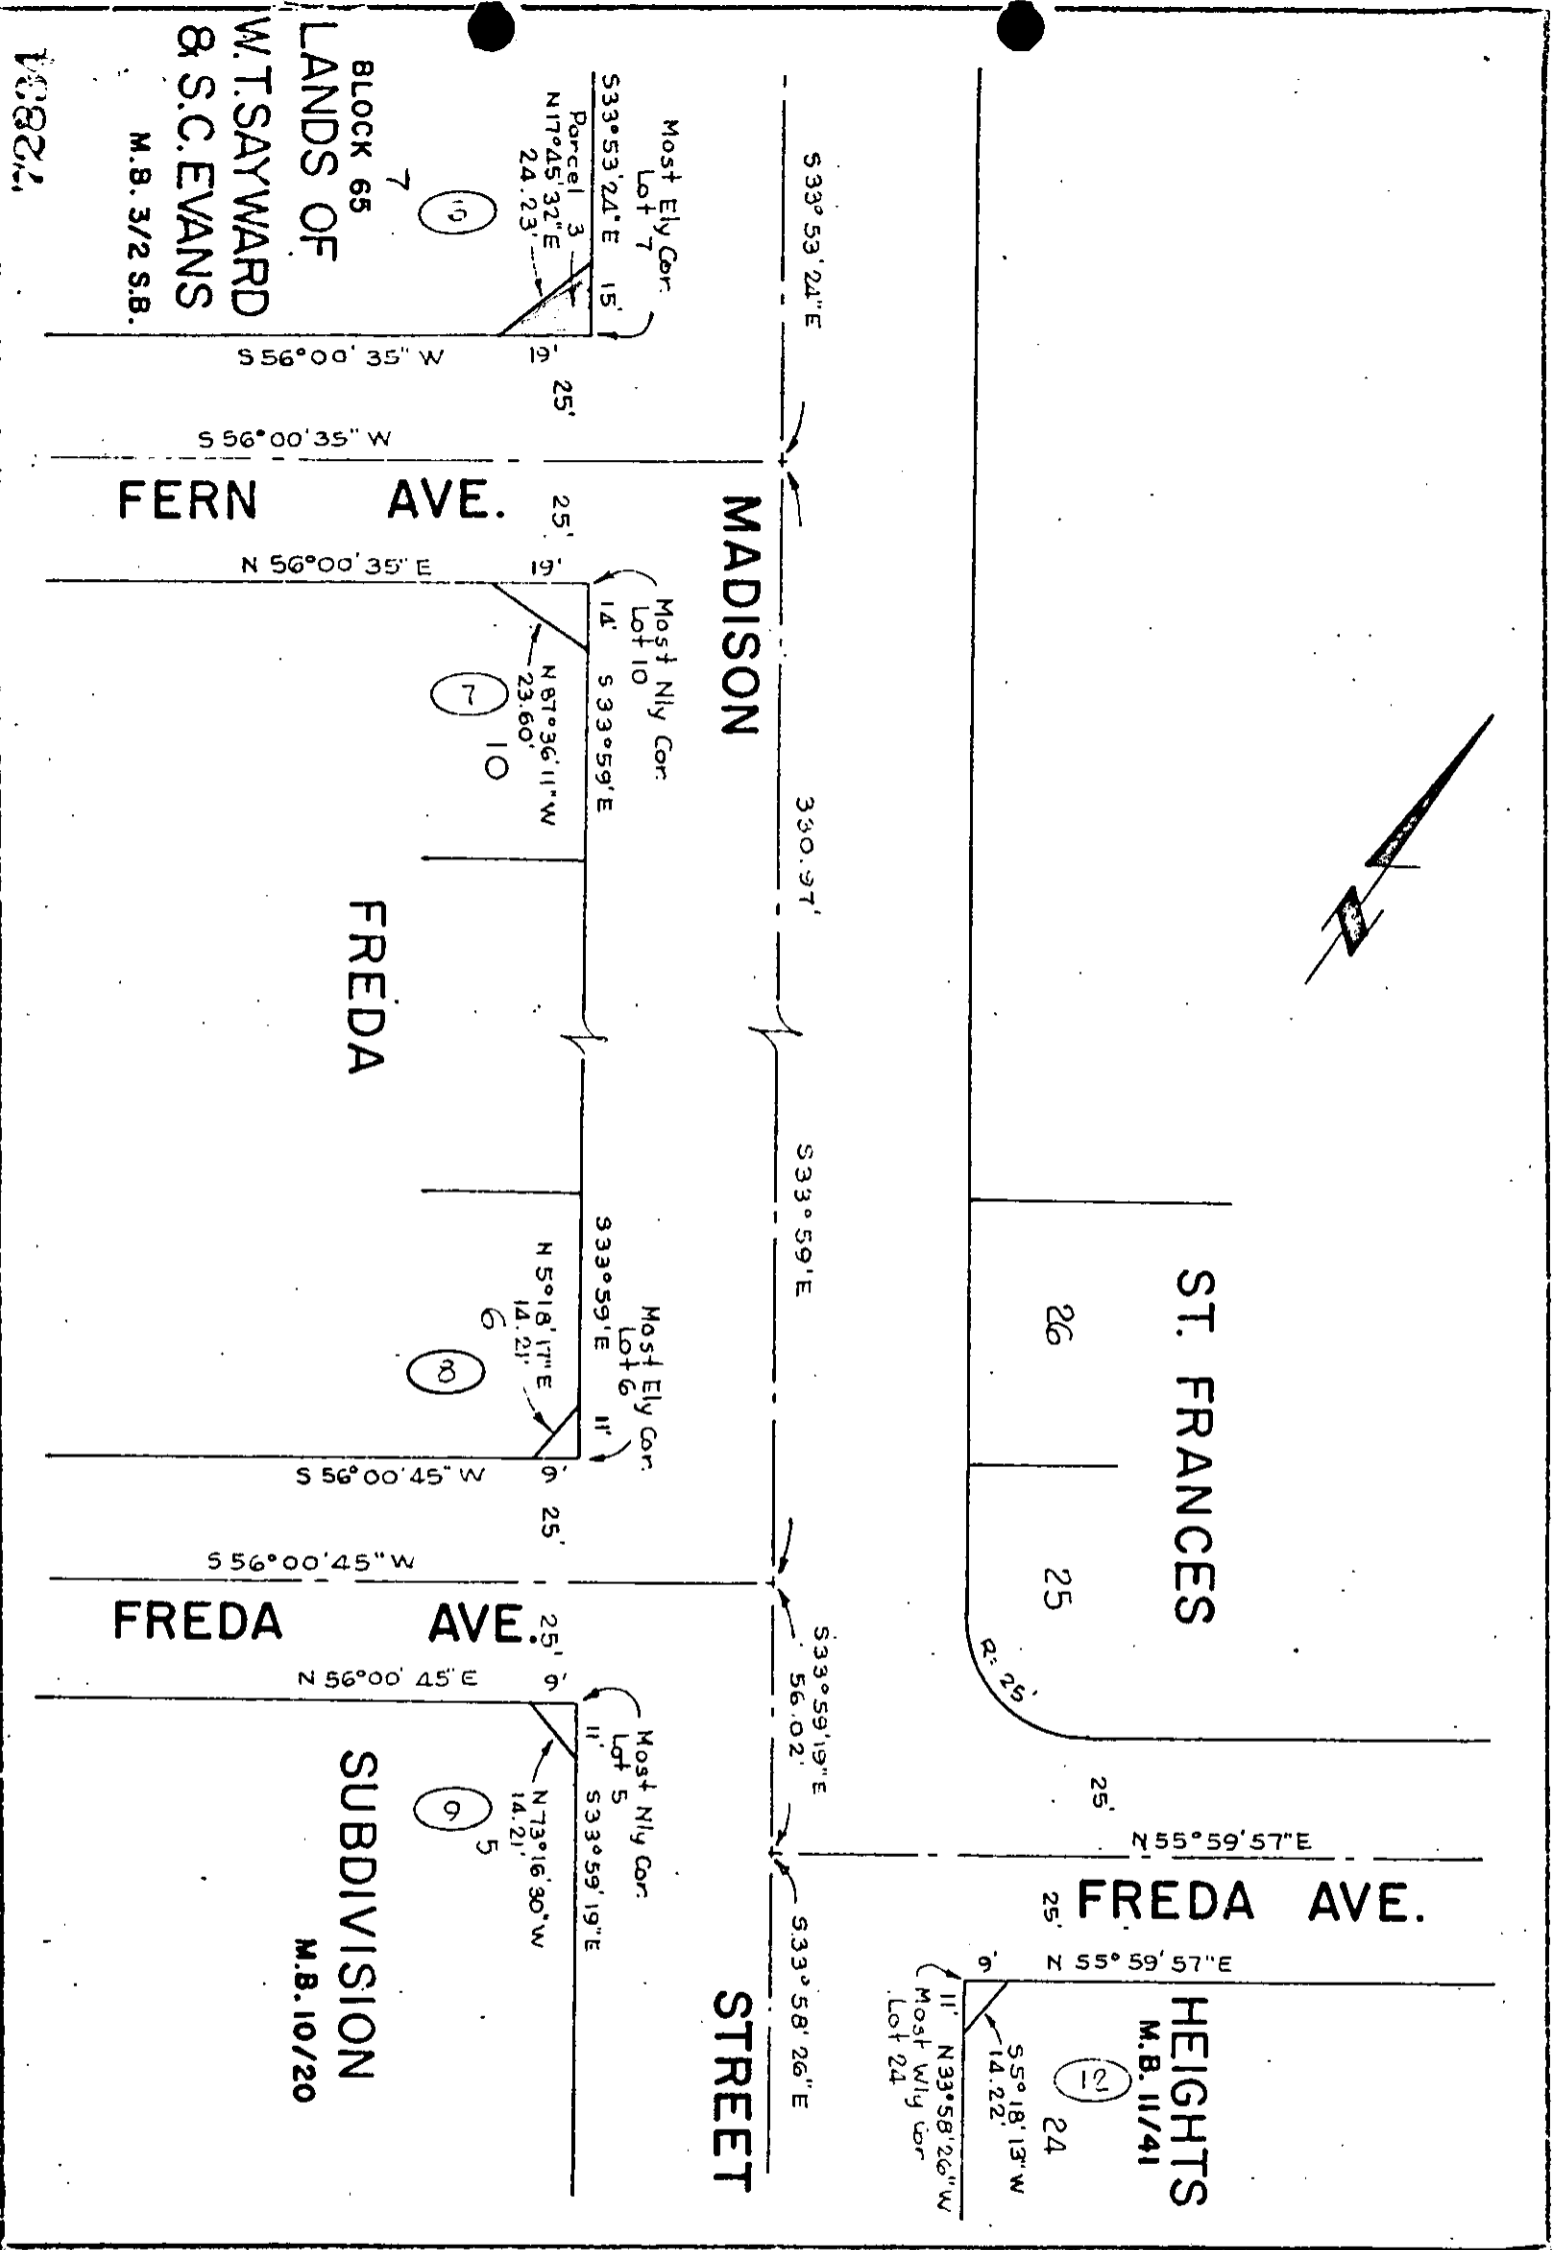 S 33° 53' 24" E
Most Ely Cor.
Lot 7
S 33° 53' 24" E 15'
Parcel 3
N 17° 45' 32" E
24.23'
BLOCK 65
7
LANDS OF
W.T. SAYWARD
& S.C. EVANS
M.B. 3/2 S.B.
19'
S 56° 00' 35" W
25'
S 56° 00' 35" W
FERN AVE.
25'
N 56° 00' 35" E
19'
MADISON
330.97'
Most Nly Cor.
Lot 10
14' S 33° 59' E
N 87° 36' 11" W
23.60'
7
10
FREDA
S 33° 59' E
ST. FRANCES
26
25
R= 25'
Most Ely Cor.
Lot 6
S 33° 59' E 11'
N 5° 18' 17" E
14.21'
6
8
S 56° 00' 45" W
9'
25'
S 56° 00' 45" W
FREDA AVE.
25'
N 56° 00' 45" E
9'
S 33° 59' 19" E
56.02'
Most Nly Cor.
Lot 5
11' S 33° 59' 19" E
N 73° 16' 30" W
14.21'
9
5
SUBDIVISION
M.B. 10/20
25'
N 55° 59' 57" E
FREDA AVE.
25'
N 55° 59' 57" E
9'
HEIGHTS
M.B. 11/41
12
24
S 5° 18' 13" W
14.22'
11' N 33° 58' 26" W
Most Wly Cor
Lot 24
S 33° 58' 26" E
STREET